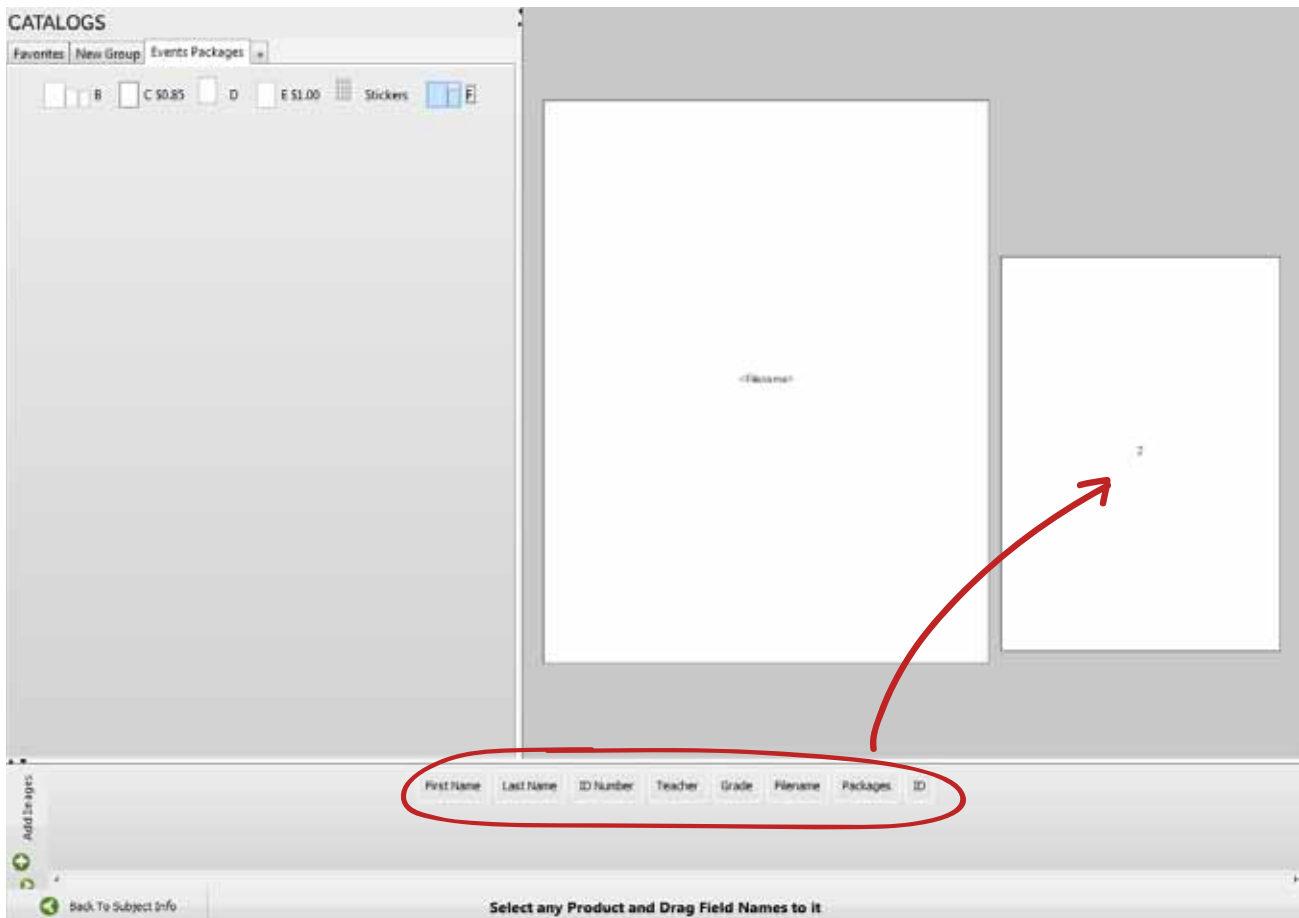 CATALOGS
Favorites New Group Events Packages +
B C $0.85 D E $1.00 Stickers F
<Filename>
2
First Name Last Name ID Number Teacher Grade Filename Packages ID
Add Images
Back To Subject Info
Select any Product and Drag Field Names to it